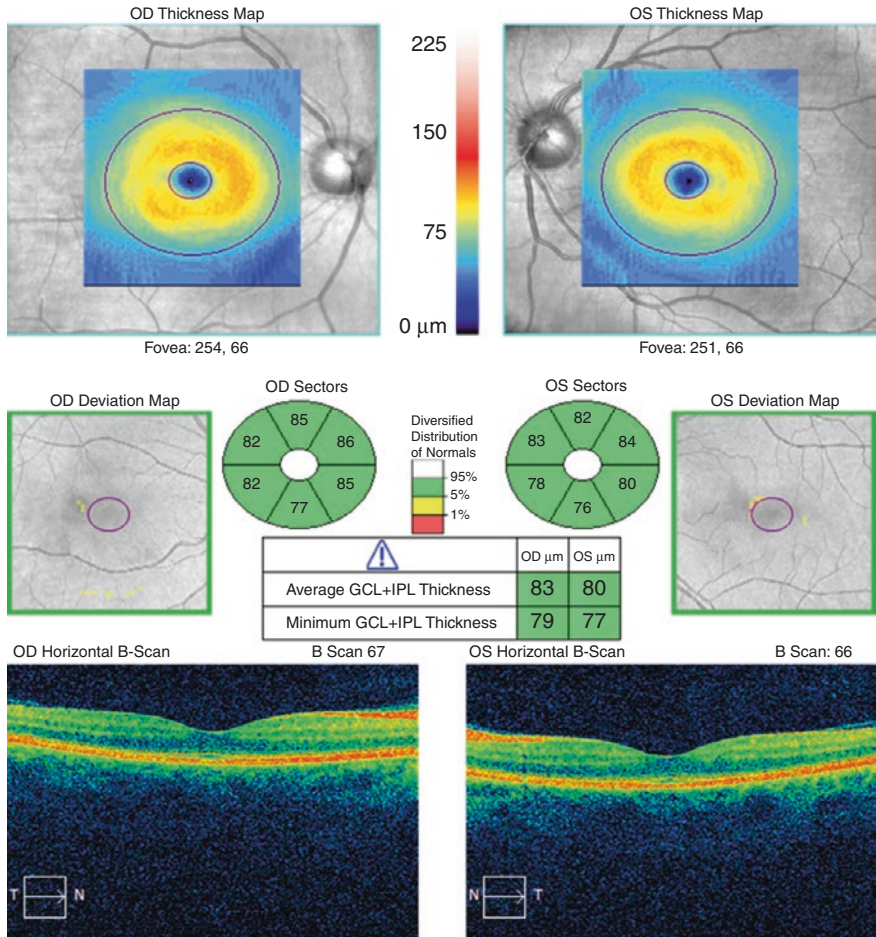 OD Thickness Map
OS Thickness Map
225
150
75
0 μm
Fovea: 254, 66
Fovea: 251, 66
OD Deviation Map
OD Sectors
OS Sectors
OS Deviation Map
85
82
86
82
85
77
Diversified
Distribution
of Normals
95%
5%
1%
82
83
84
78
80
76
OD μm
OS μm
Average GCL+IPL Thickness
83
80
Minimum GCL+IPL Thickness
79
77
OD Horizontal B-Scan
B Scan 67
OS Horizontal B-Scan
B Scan: 66
T
N
N
T